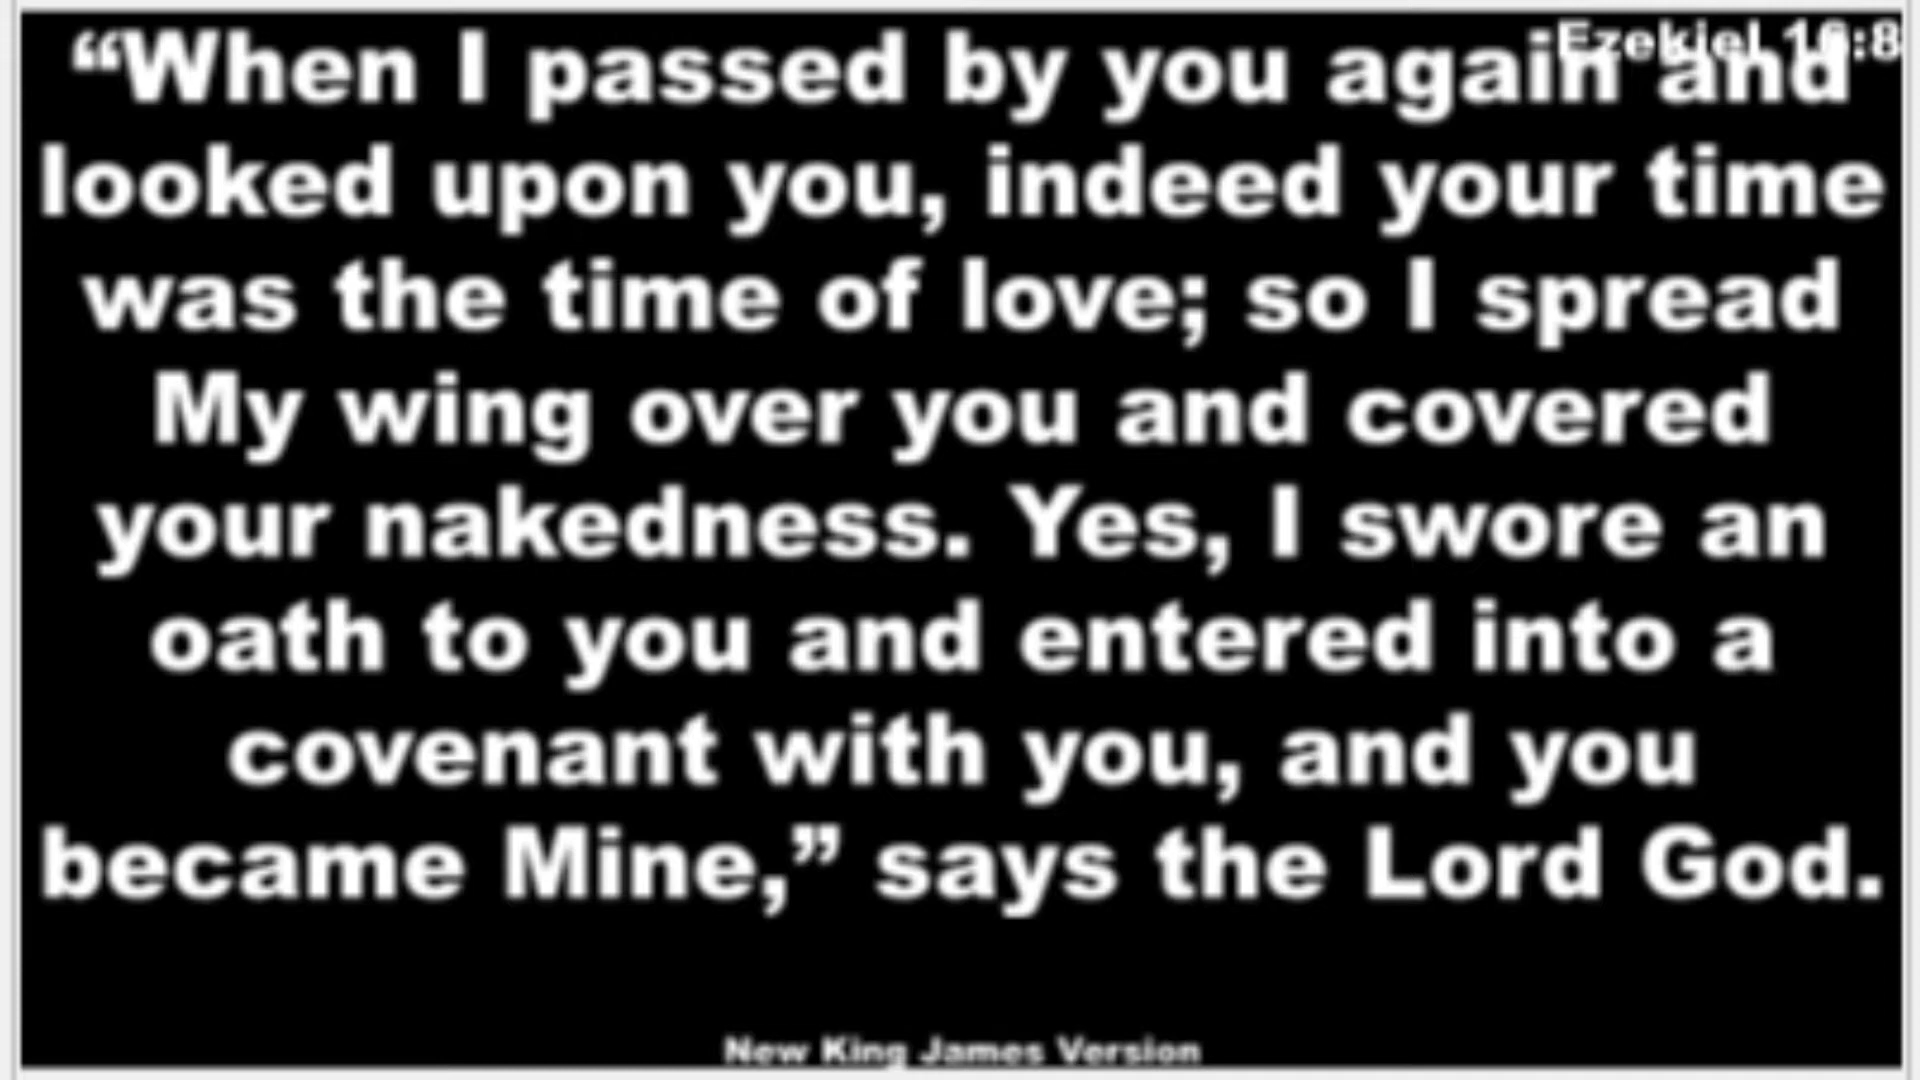 -Ezekiel 16:8
“When I passed by you again and
looked upon you, indeed your time
was the time of love; so I spread
My wing over you and covered
your nakedness. Yes, I swore an
oath to you and entered into a
covenant with you, and you
became Mine,” says the Lord God.
New King James Version